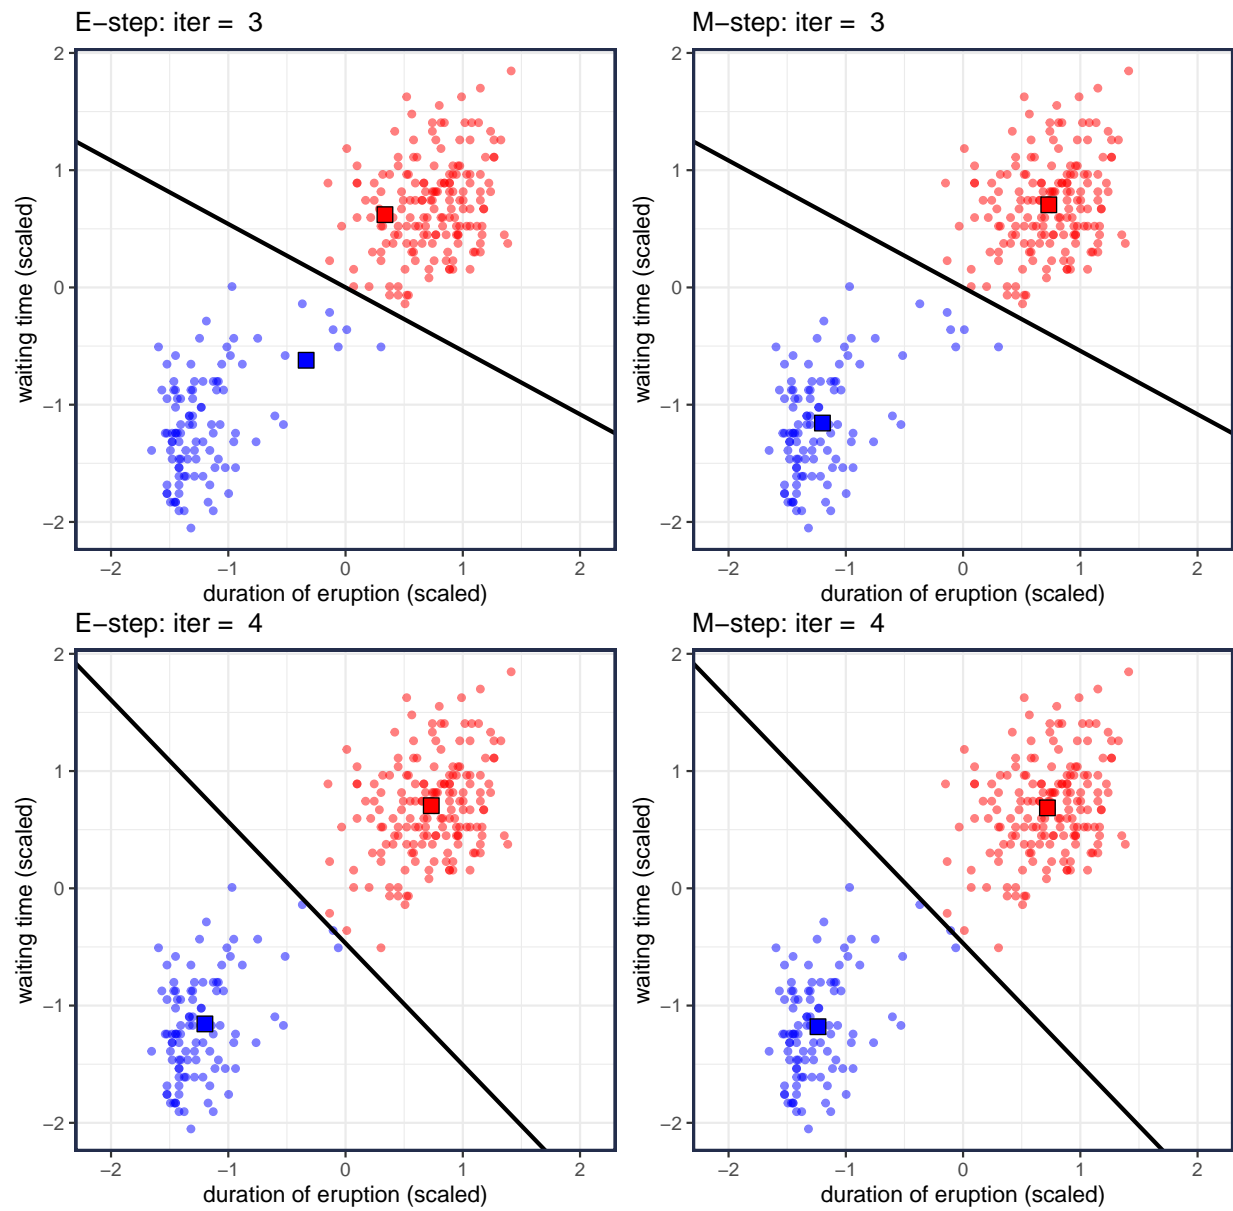 E−step: iter = 3
M−step: iter = 3
waiting time (scaled)
2
1
0
−1
−2
−2 −1 0 1 2
duration of eruption (scaled)
waiting time (scaled)
2
1
0
−1
−2
−2 −1 0 1 2
duration of eruption (scaled)
E−step: iter = 4
M−step: iter = 4
waiting time (scaled)
2
1
0
−1
−2
−2 −1 0 1 2
duration of eruption (scaled)
waiting time (scaled)
2
1
0
−1
−2
−2 −1 0 1 2
duration of eruption (scaled)